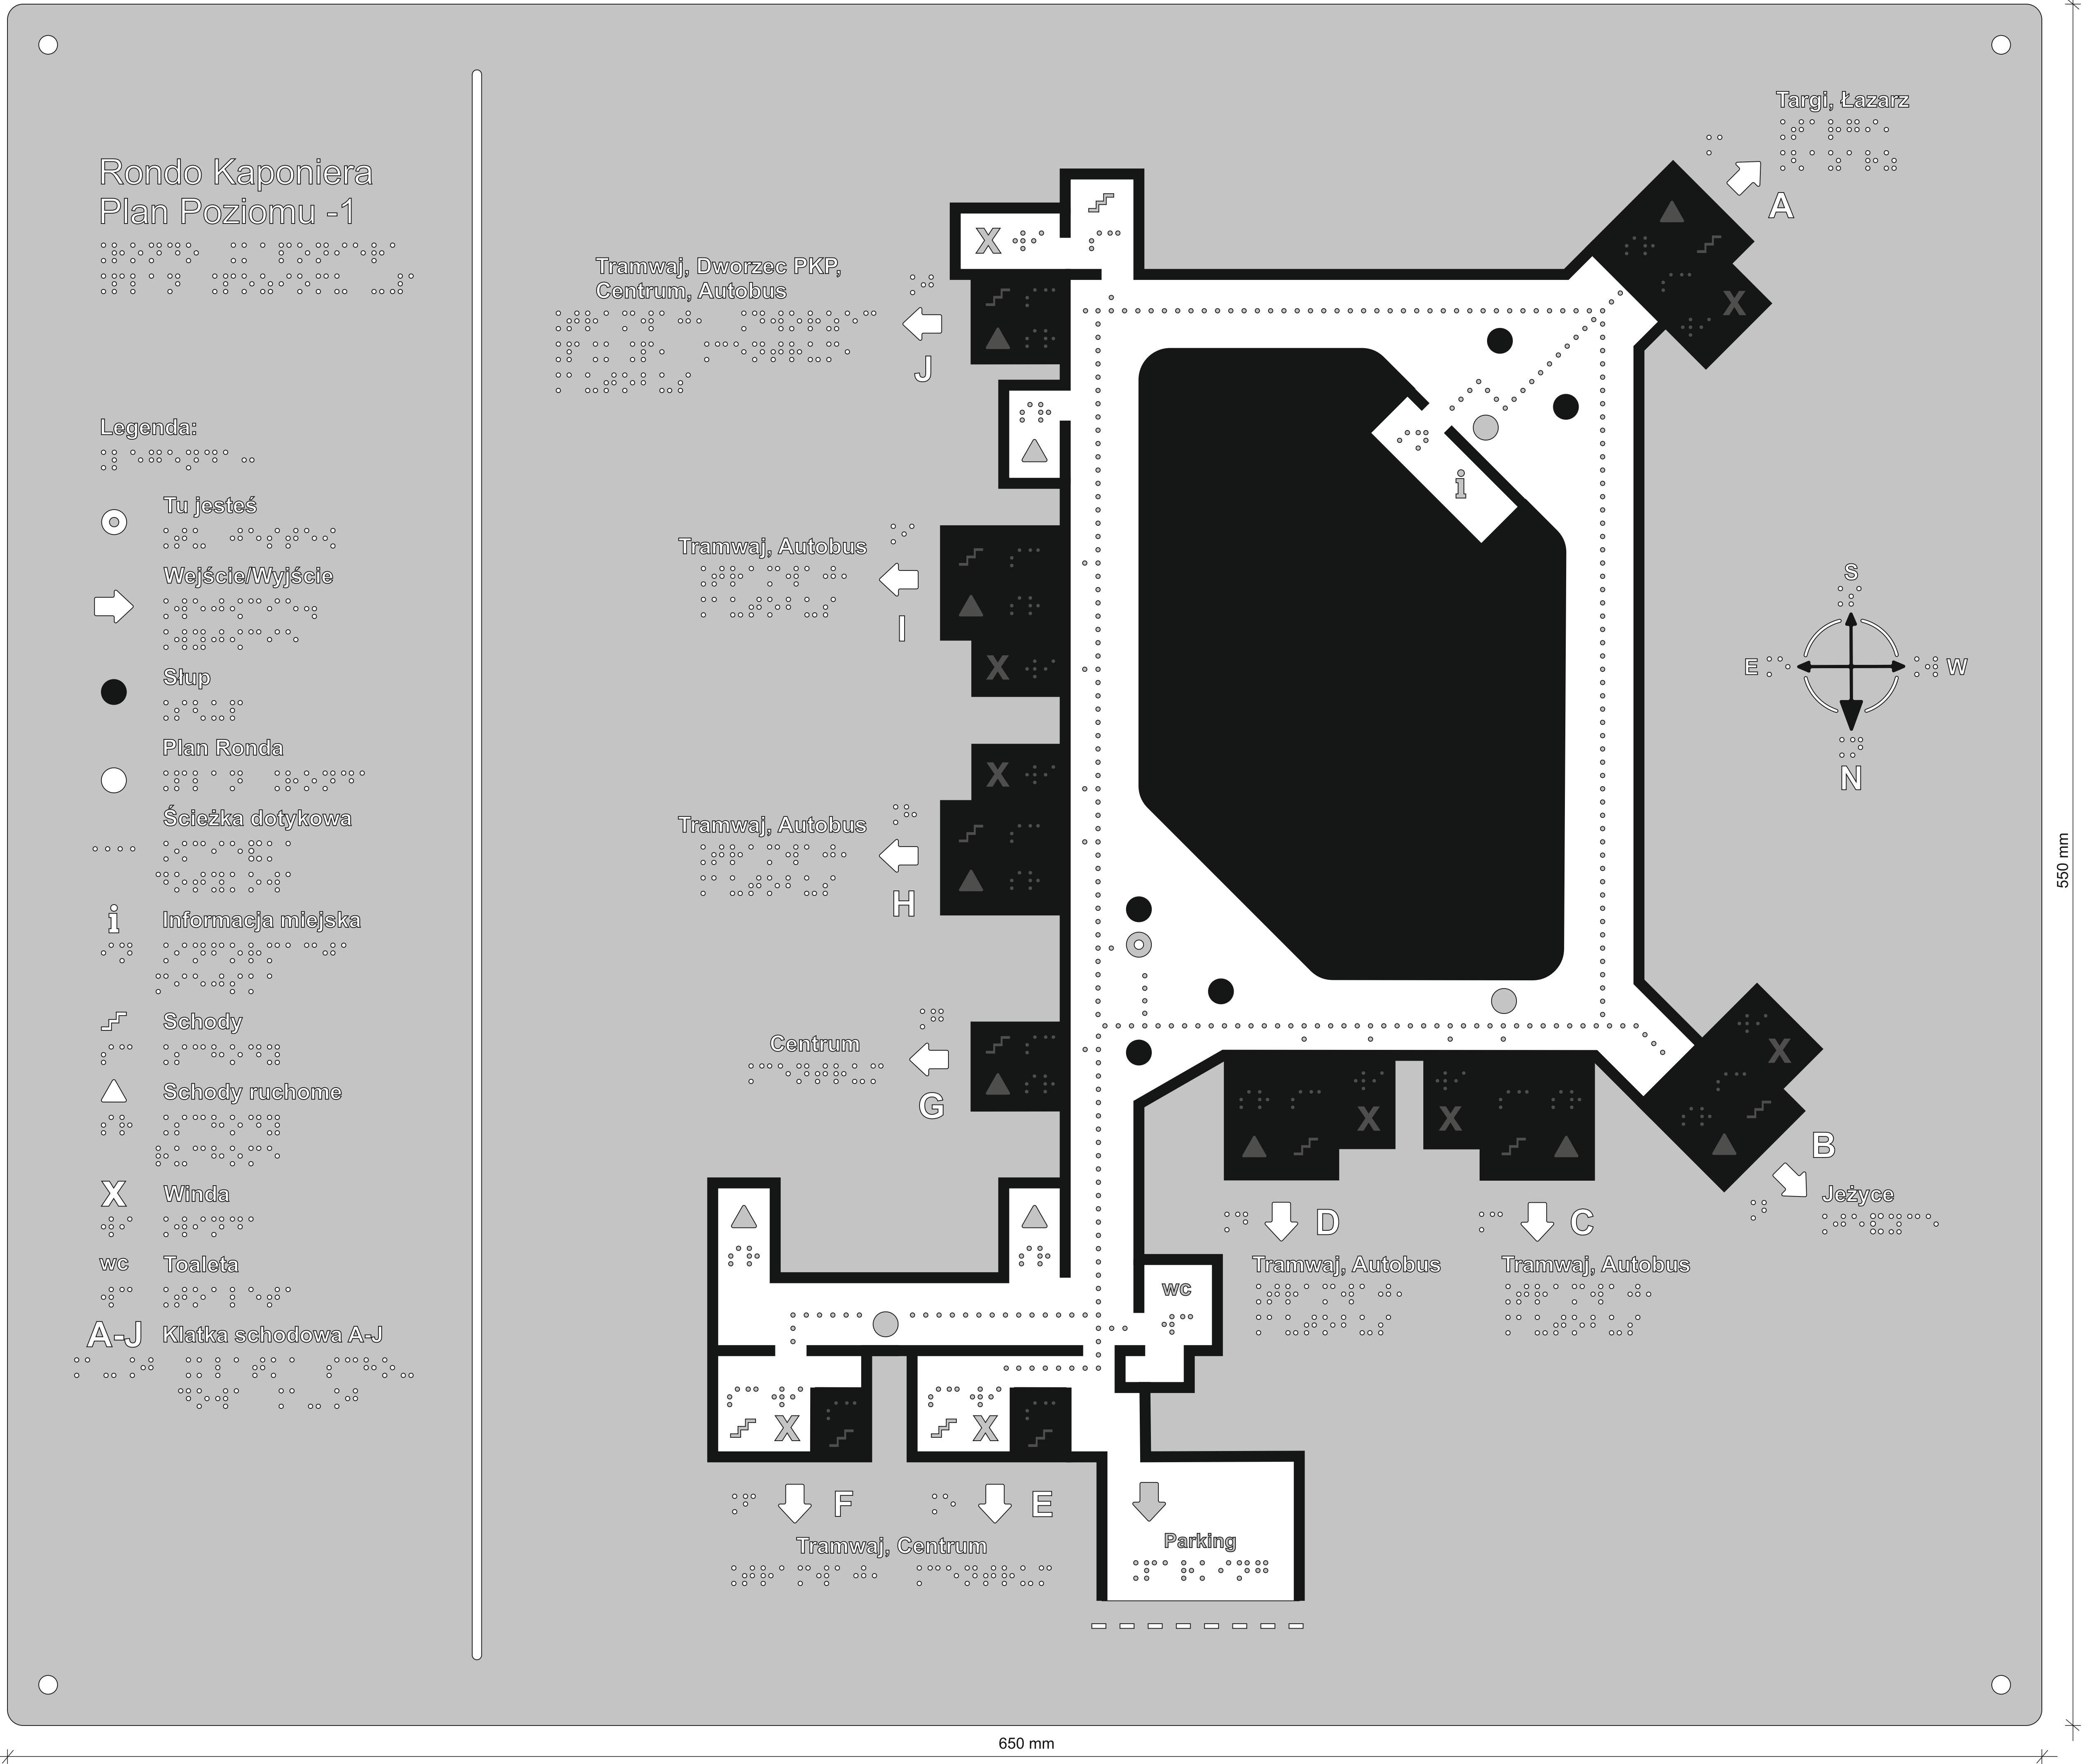 Rondo Kaponiera
Plan Poziomu -1
Legenda:
Tu jesteś
Wejście/Wyjście
Słup
Plan Ronda
Ścieżka dotykowa
i Informacja miejska
Schody
Schody ruchome
X Winda
wc Toaleta
A-J Klatka schodowa A-J
Targi, Łazarz
A
X
X
Tramwaj, Dworzec PKP,
Centrum, Autobus
J
i
Tramwaj, Autobus
I
X
S
E
W
N
X
Tramwaj, Autobus
H
Centrum
G
X
B
Jeżyce
X
X
D
C
Tramwaj, Autobus
Tramwaj, Autobus
wc
X
X
F
E
Tramwaj, Centrum
Parking
550 mm
650 mm